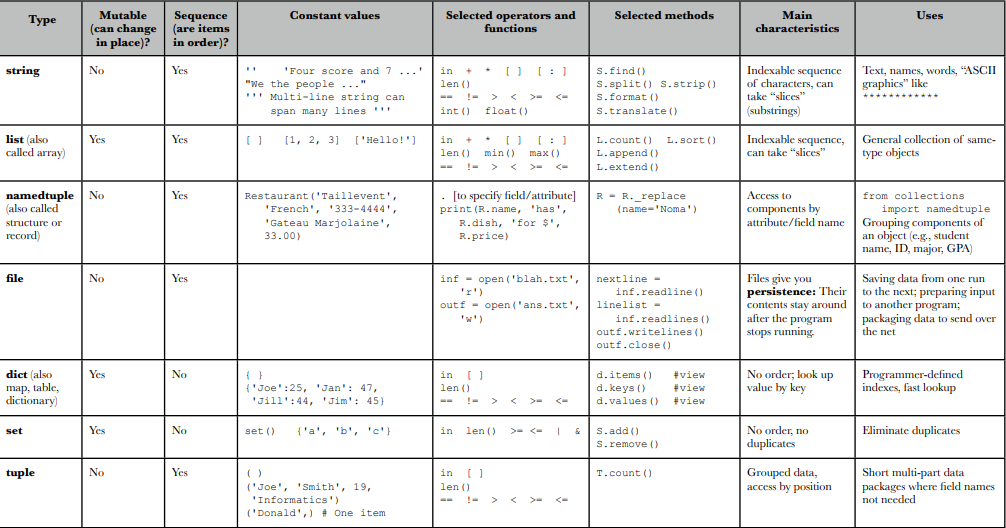 Type
Mutable
(can change
in place)?
Sequence
(are items
in order)?
Constant values
Selected operators and
functions
Selected methods
Main
characteristics
Uses
string
No
Yes
''    'Four score and 7 ...'
"We the people ..."
''' Multi-line string can
span many lines '''
in  +  *  [ ]  [ : ]
len()
==  !=  >  <  >=  <=
int()  float()
S.find()
S.split() S.strip()
S.format()
S.translate()
Indexable sequence
of characters, can
take “slices”
(substrings)
Text, names, words, “ASCII
graphics” like
************
list (also
called array)
Yes
Yes
[ ]   [1, 2, 3]  ['Hello!']
in  +  *  [ ]  [ : ]
len()  min()  max()
==  !=  >  <  >=  <=
L.count()  L.sort()
L.append()
L.extend()
Indexable sequence,
can take “slices”
General collection of same-
type objects
namedtuple
(also called
structure or
record)
No
Yes
Restaurant('Taillevent',
'French', '333-4444',
'Gateau Marjolaine',
33.00)
. [to specify field/attribute]
print(R.name, 'has',
R.dish, 'for $',
R.price)
R = R._replace
(name='Noma')
Access to
components by
attribute/field name
from collections
import namedtuple
Grouping components of
an object (e.g., student
name, ID, major, GPA)
file
No
Yes
inf = open('blah.txt',
'r')
outf = open('ans.txt',
'w')
nextline =
inf.readline()
linelist =
inf.readlines()
outf.writelines()
outf.close()
Files give you
persistence: Their
contents stay around
after the program
stops running.
Saving data from one run
to the next; preparing input
to another program;
packaging data to send over
the net
dict (also
map, table,
dictionary)
Yes
No
{ }
{'Joe':25, 'Jan': 47,
'Jill':44, 'Jim': 45}
in  [ ]
len()
==  !=  >  <  >=  <=
d.items()   #view
d.keys()    #view
d.values()  #view
No order; look up
value by key
Programmer-defined
indexes, fast lookup
set
Yes
No
set()   {'a', 'b', 'c'}
in  len()  >= <=  |  &
S.add()
S.remove()
No order, no
duplicates
Eliminate duplicates
tuple
No
Yes
( )
('Joe', 'Smith', 19,
'Informatics')
('Donald',) # One item
in  [ ]
len()
==  !=  >  <  >=  <=
T.count()
Grouped data,
access by position
Short multi-part data
packages where field names
not needed